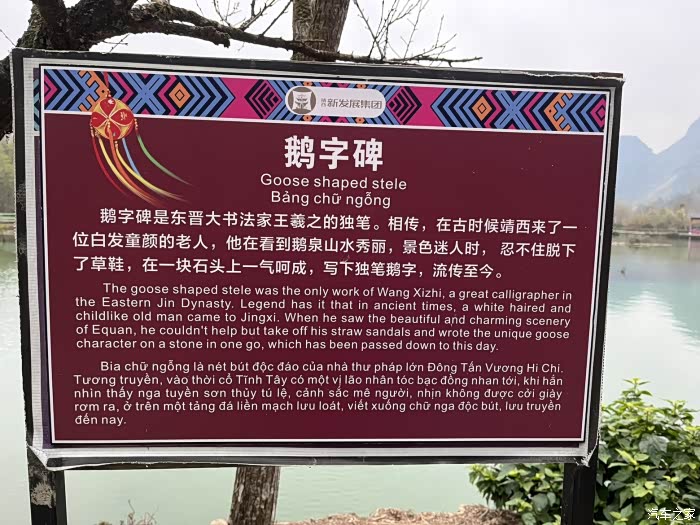 新发展集团
鹅字碑
Goose shaped stele
Bảng chữ ngỗng
鹅字碑是东晋大书法家王羲之的独笔。相传，在古时候靖西来了一
位白发童颜的老人，他在看到鹅泉山水秀丽，景色迷人时，忍不住脱下
了草鞋，在一块石头上一气呵成，写下独笔鹅字，流传至今。
The goose shaped stele was the only work of Wang Xizhi, a great calligrapher in
the Eastern Jin Dynasty. Legend has it that in ancient times, a white haired and
childlike old man came to Jingxi. When he saw the beautiful and charming scenery
of Equan, he couldn't help but take off his straw sandals and wrote the unique goose
character on a stone in one go, which has been passed down to this day.
Bia chữ ngỗng là nét bút độc đáo của nhà thư pháp lớn Đông Tấn Vương Hi Chi.
Tương truyền, vào thời cổ Tĩnh Tây có một vị lão nhân tóc bạc đồng nhan tới, khi hắn
nhìn thấy nga tuyền sơn thủy tú lệ, cảnh sắc mê người, nhịn không được cởi giày
rơm ra, ở trên một tảng đá liền mạch lưu loát, viết xuống chữ nga độc bút, lưu truyền
đến nay.
汽车之家